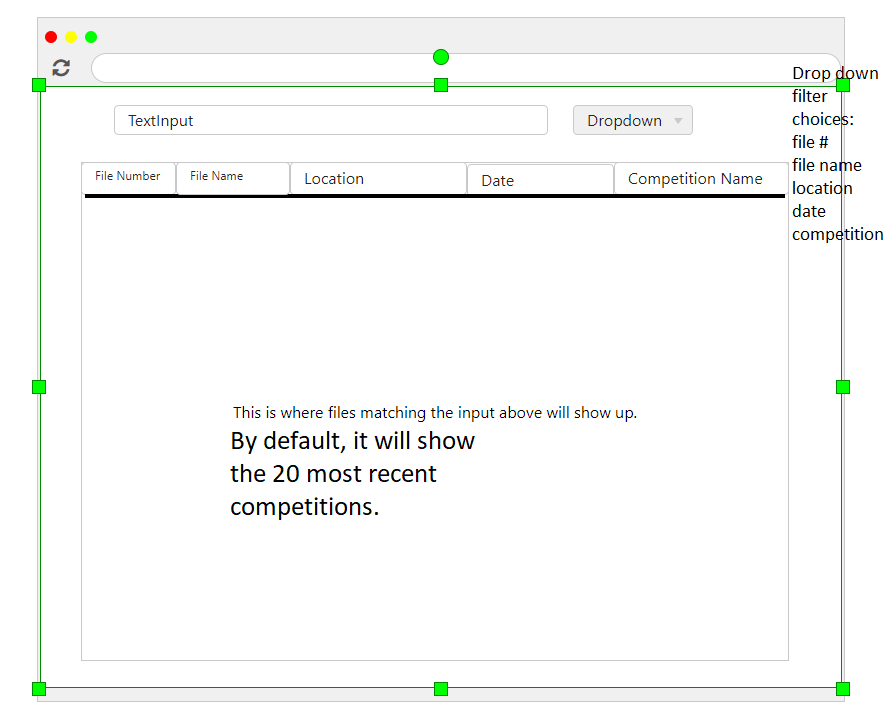 TextInput
Dropdown
Drop down
filter
choices:
file #
file name
location
date
competition
File Number
File Name
Location
Date
Competition Name
This is where files matching the input above will show up.
By default, it will show
the 20 most recent
competitions.